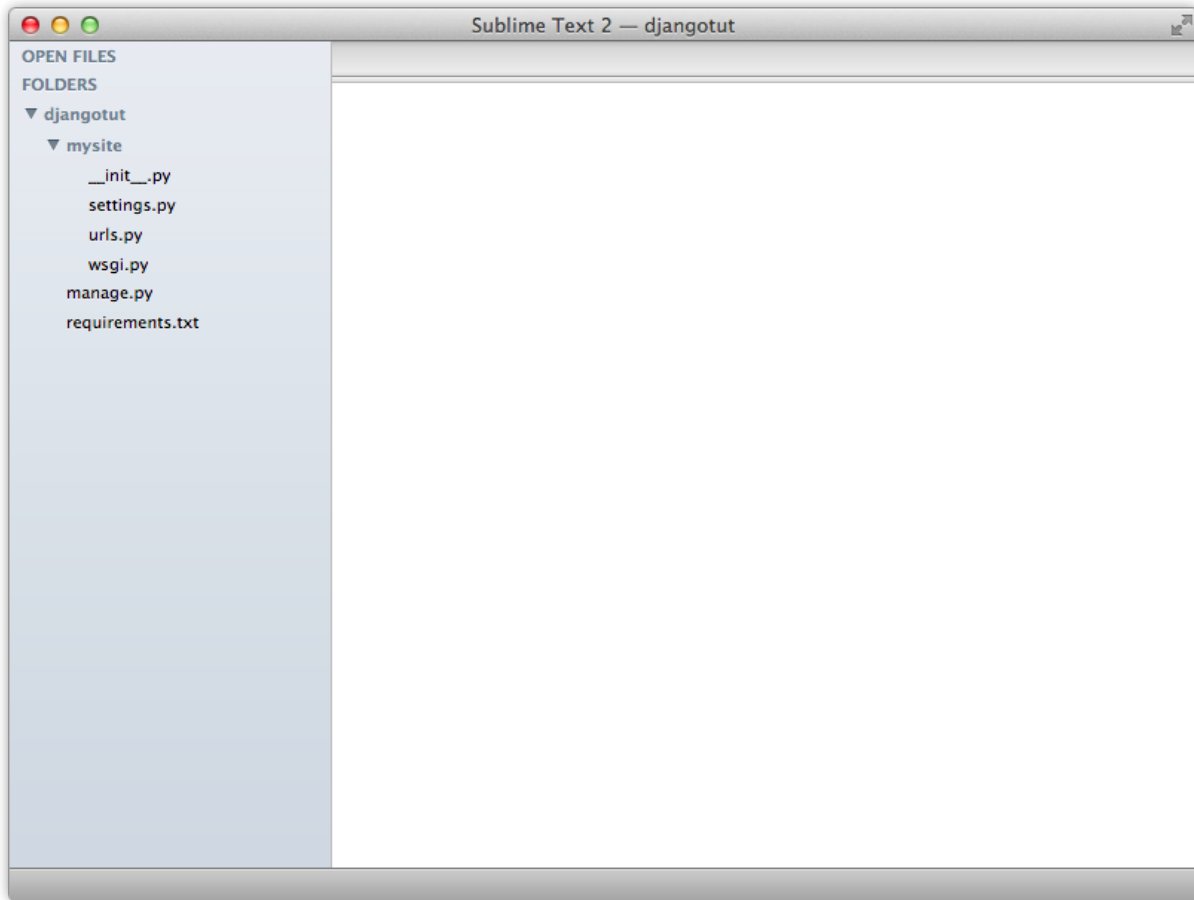 Sublime Text 2 — djangotut
OPEN FILES
FOLDERS
djangotut
mysite
__init__.py
settings.py
urls.py
wsgi.py
manage.py
requirements.txt